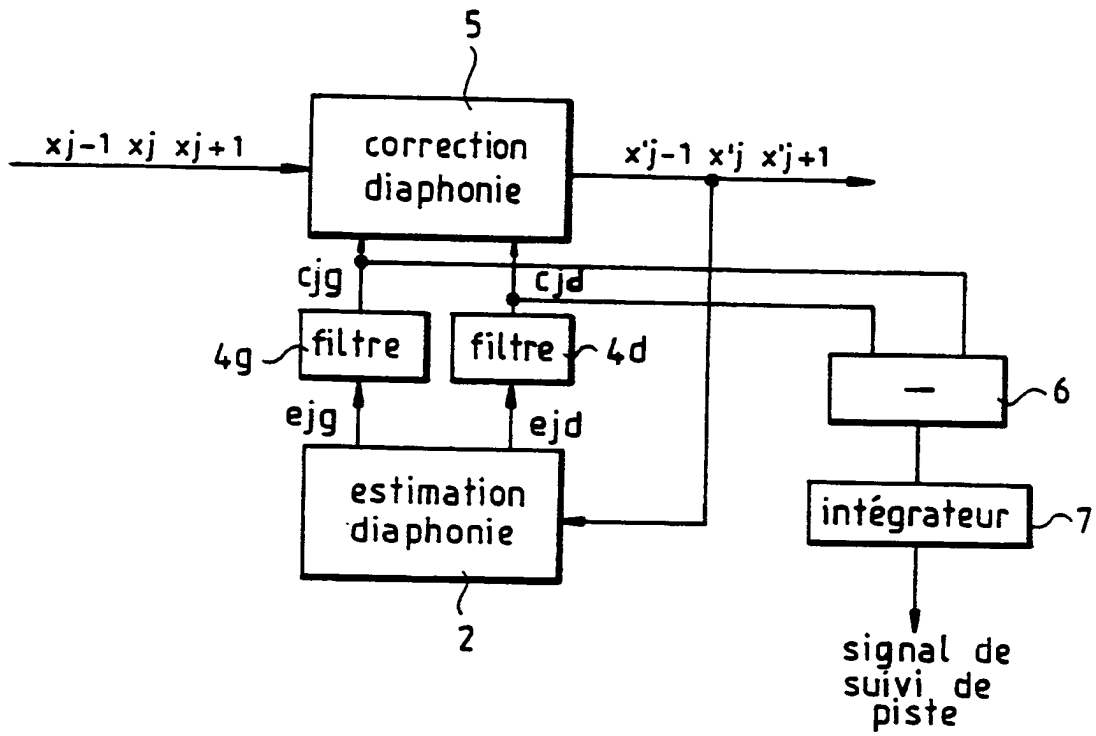 5
correction
diaphonie
xj-1 xj xj+1
x'j-1 x'j x'j+1
cjg
cjd
4g
filtre
filtre
4d
ejg
ejd
–
6
estimation
diaphonie
2
intégrateur
7
signal de
suivi de
piste